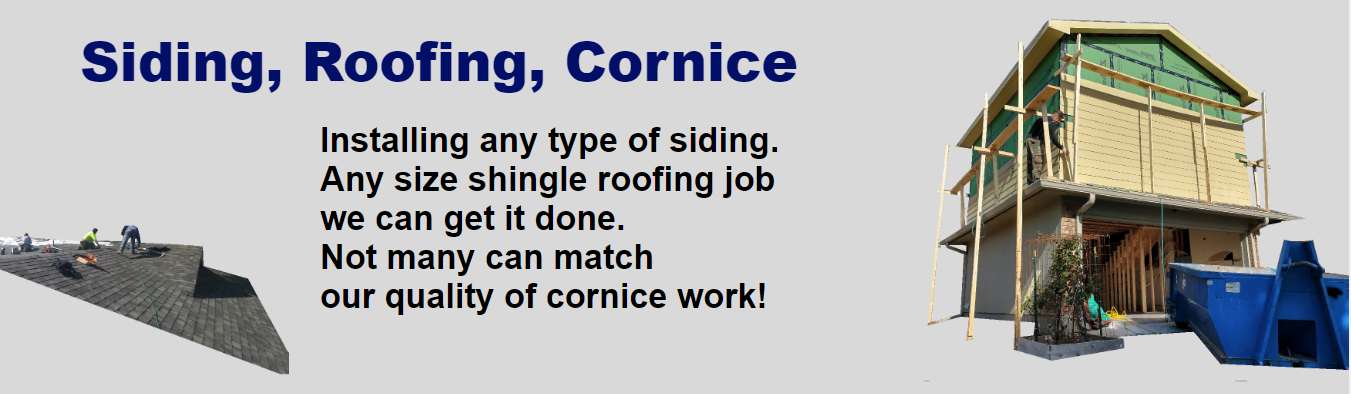 Siding, Roofing, Cornice
Installing any type of siding.
Any size shingle roofing job
we can get it done.
Not many can match
our quality of cornice work!